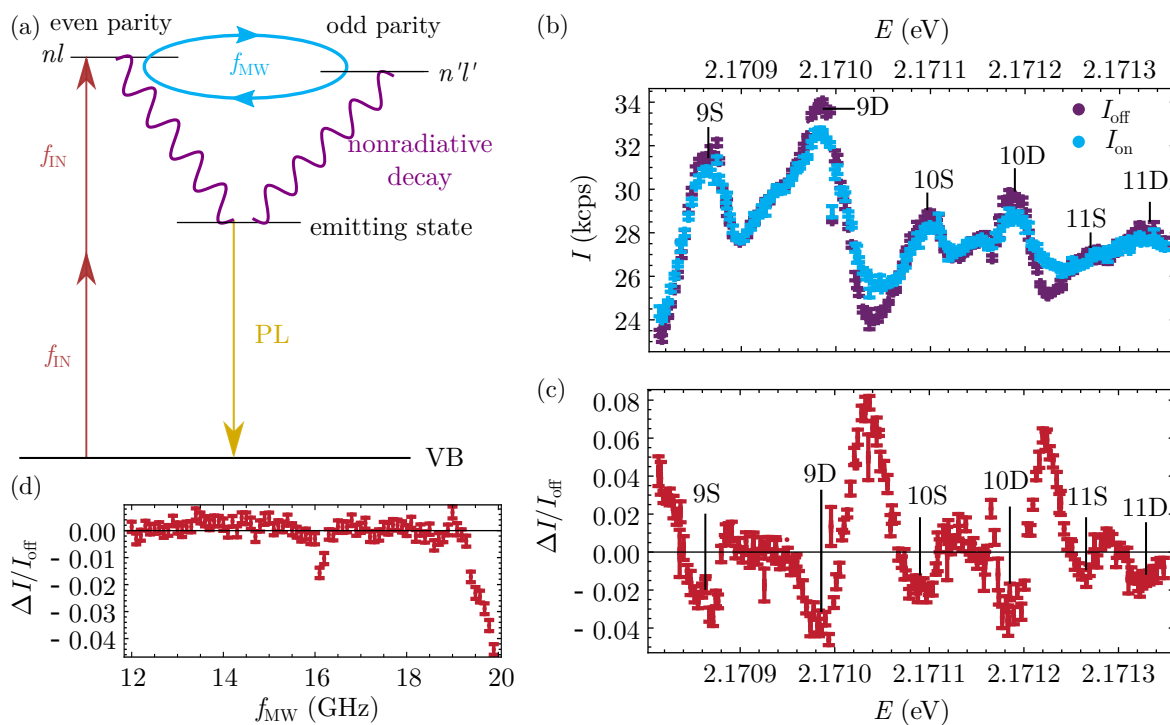 (a)
even parity
odd parity
nl
f_MW
n'l'
f_IN
nonradiative
decay
emitting state
f_IN
PL
VB
(b)
E (eV)
2.1709 2.1710 2.1711 2.1712 2.1713
34
32
30
28
26
24
I (kcps)
9S
9D
10S
10D
11S
11D
I_off
I_on
(c)
0.08
0.06
0.04
0.02
0.00
- 0.02
- 0.04
ΔI/I_off
9S
9D
10S
10D
11S
11D
2.1709 2.1710 2.1711 2.1712 2.1713
E (eV)
(d)
0.00
- 0.01
- 0.02
- 0.03
- 0.04
ΔI/I_off
12 13 14 15 16 17 18 19 20
f_MW (GHz)